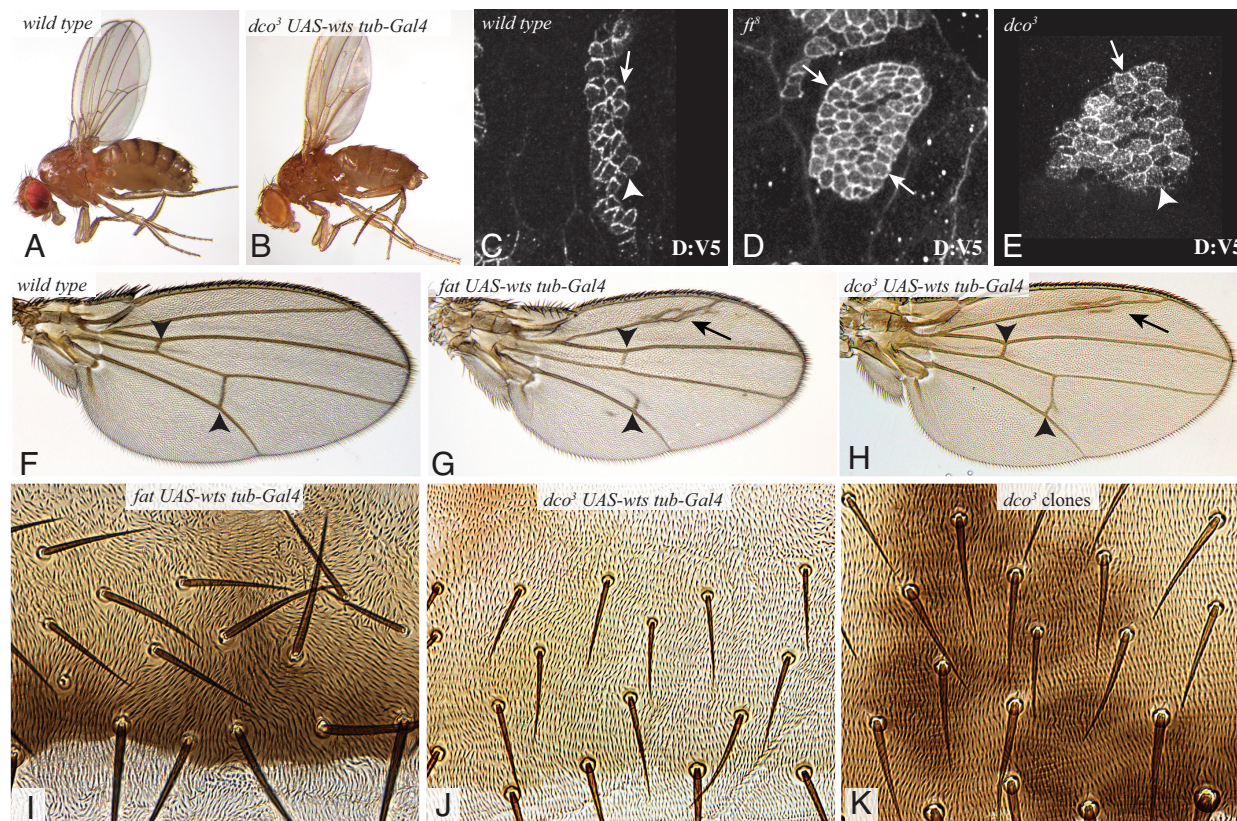 wild type
A
dco³ UAS-wts tub-Gal4
B
wild type
C
D:V5
ft⁸
D
D:V5
dco³
E
D:V5
wild type
F
fat UAS-wts tub-Gal4
G
dco³ UAS-wts tub-Gal4
H
fat UAS-wts tub-Gal4
I
dco³ UAS-wts tub-Gal4
J
dco³ clones
K